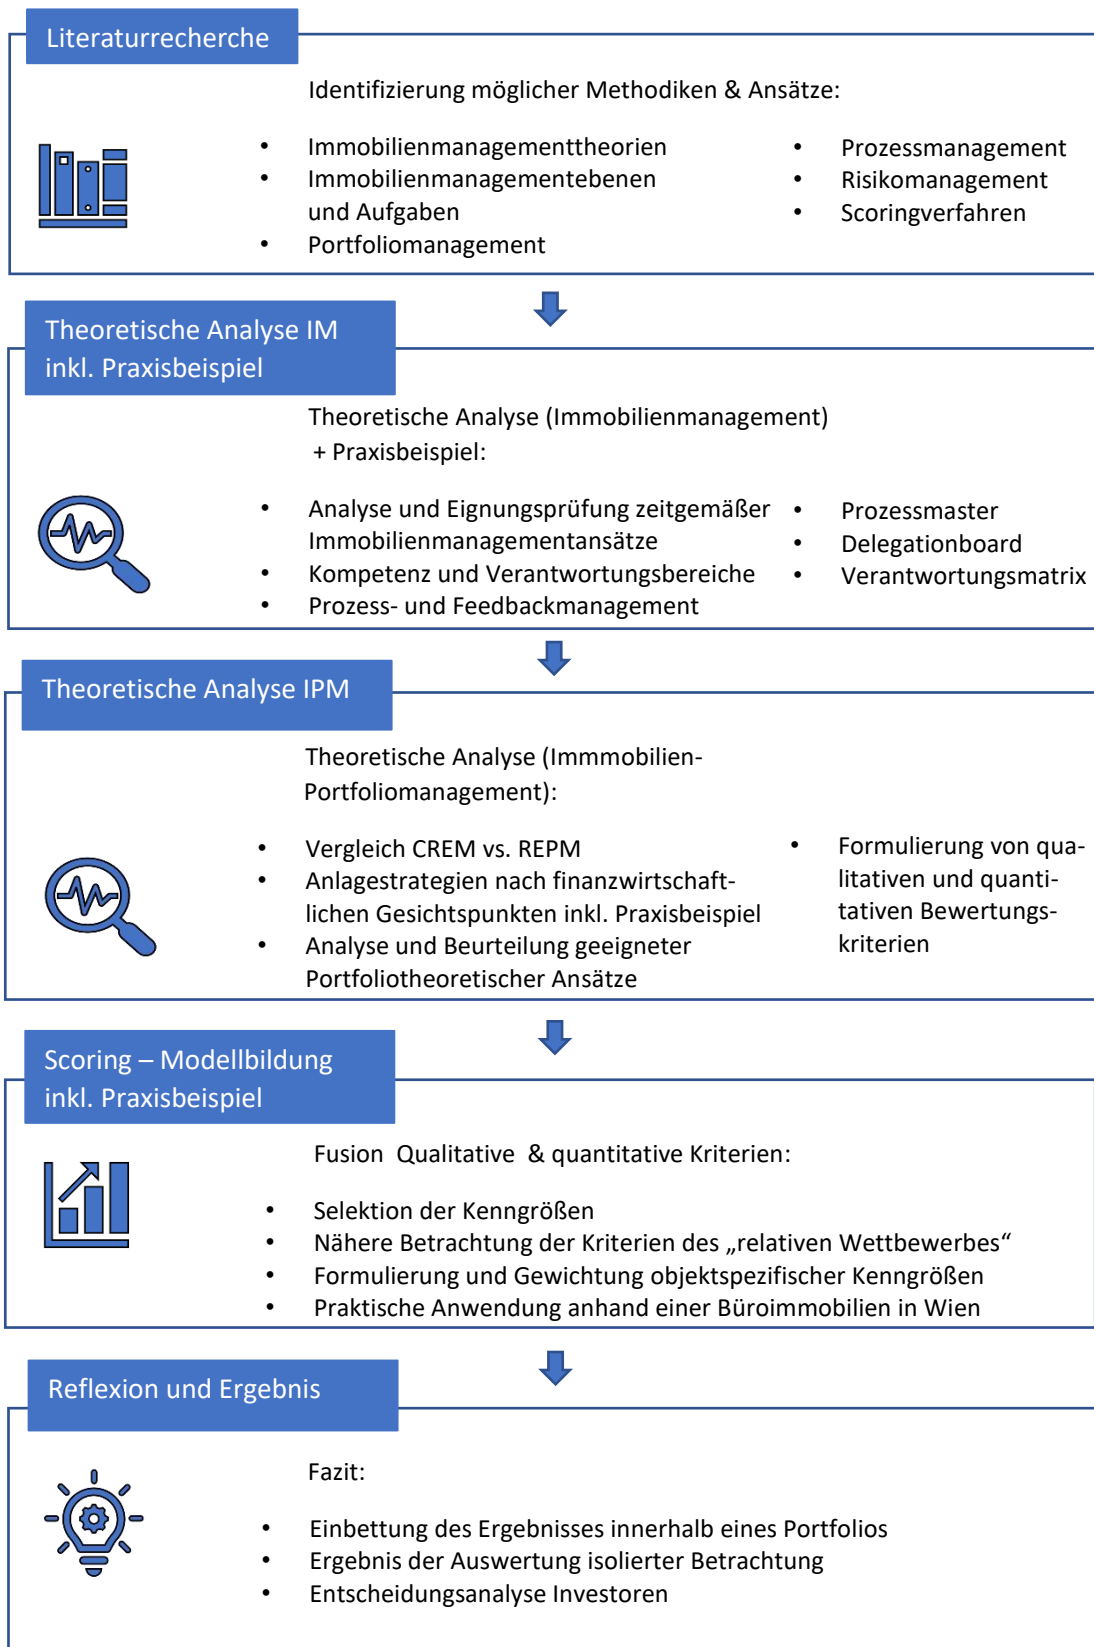 Literaturrecherche
Identifizierung möglicher Methodiken & Ansätze:
• Immobilienmanagementtheorien
• Immobilienmanagementebenen
und Aufgaben
• Portfoliomanagement
• Prozessmanagement
• Risikomanagement
• Scoringverfahren
Theoretische Analyse IM
inkl. Praxisbeispiel
Theoretische Analyse (Immobilienmanagement)
+ Praxisbeispiel:
• Analyse und Eignungsprüfung zeitgemäßer
Immobilienmanagementansätze
• Kompetenz und Verantwortungsbereiche
• Prozess- und Feedbackmanagement
• Prozessmaster
• Delegationboard
• Verantwortungsmatrix
Theoretische Analyse IPM
Theoretische Analyse (Immmobilien-
Portfoliomanagement):
• Vergleich CREM vs. REPM
• Anlagestrategien nach finanzwirtschaft-
lichen Gesichtspunkten inkl. Praxisbeispiel
• Analyse und Beurteilung geeigneter
Portfoliotheoretischer Ansätze
• Formulierung von qua-
litativen und quanti-
tativen Bewertungs-
kriterien
Scoring – Modellbildung
inkl. Praxisbeispiel
Fusion Qualitative & quantitative Kriterien:
• Selektion der Kenngrößen
• Nähere Betrachtung der Kriterien des „relativen Wettbewerbes“
• Formulierung und Gewichtung objektspezifischer Kenngrößen
• Praktische Anwendung anhand einer Büroimmobilien in Wien
Reflexion und Ergebnis
Fazit:
• Einbettung des Ergebnisses innerhalb eines Portfolios
• Ergebnis der Auswertung isolierter Betrachtung
• Entscheidungsanalyse Investoren